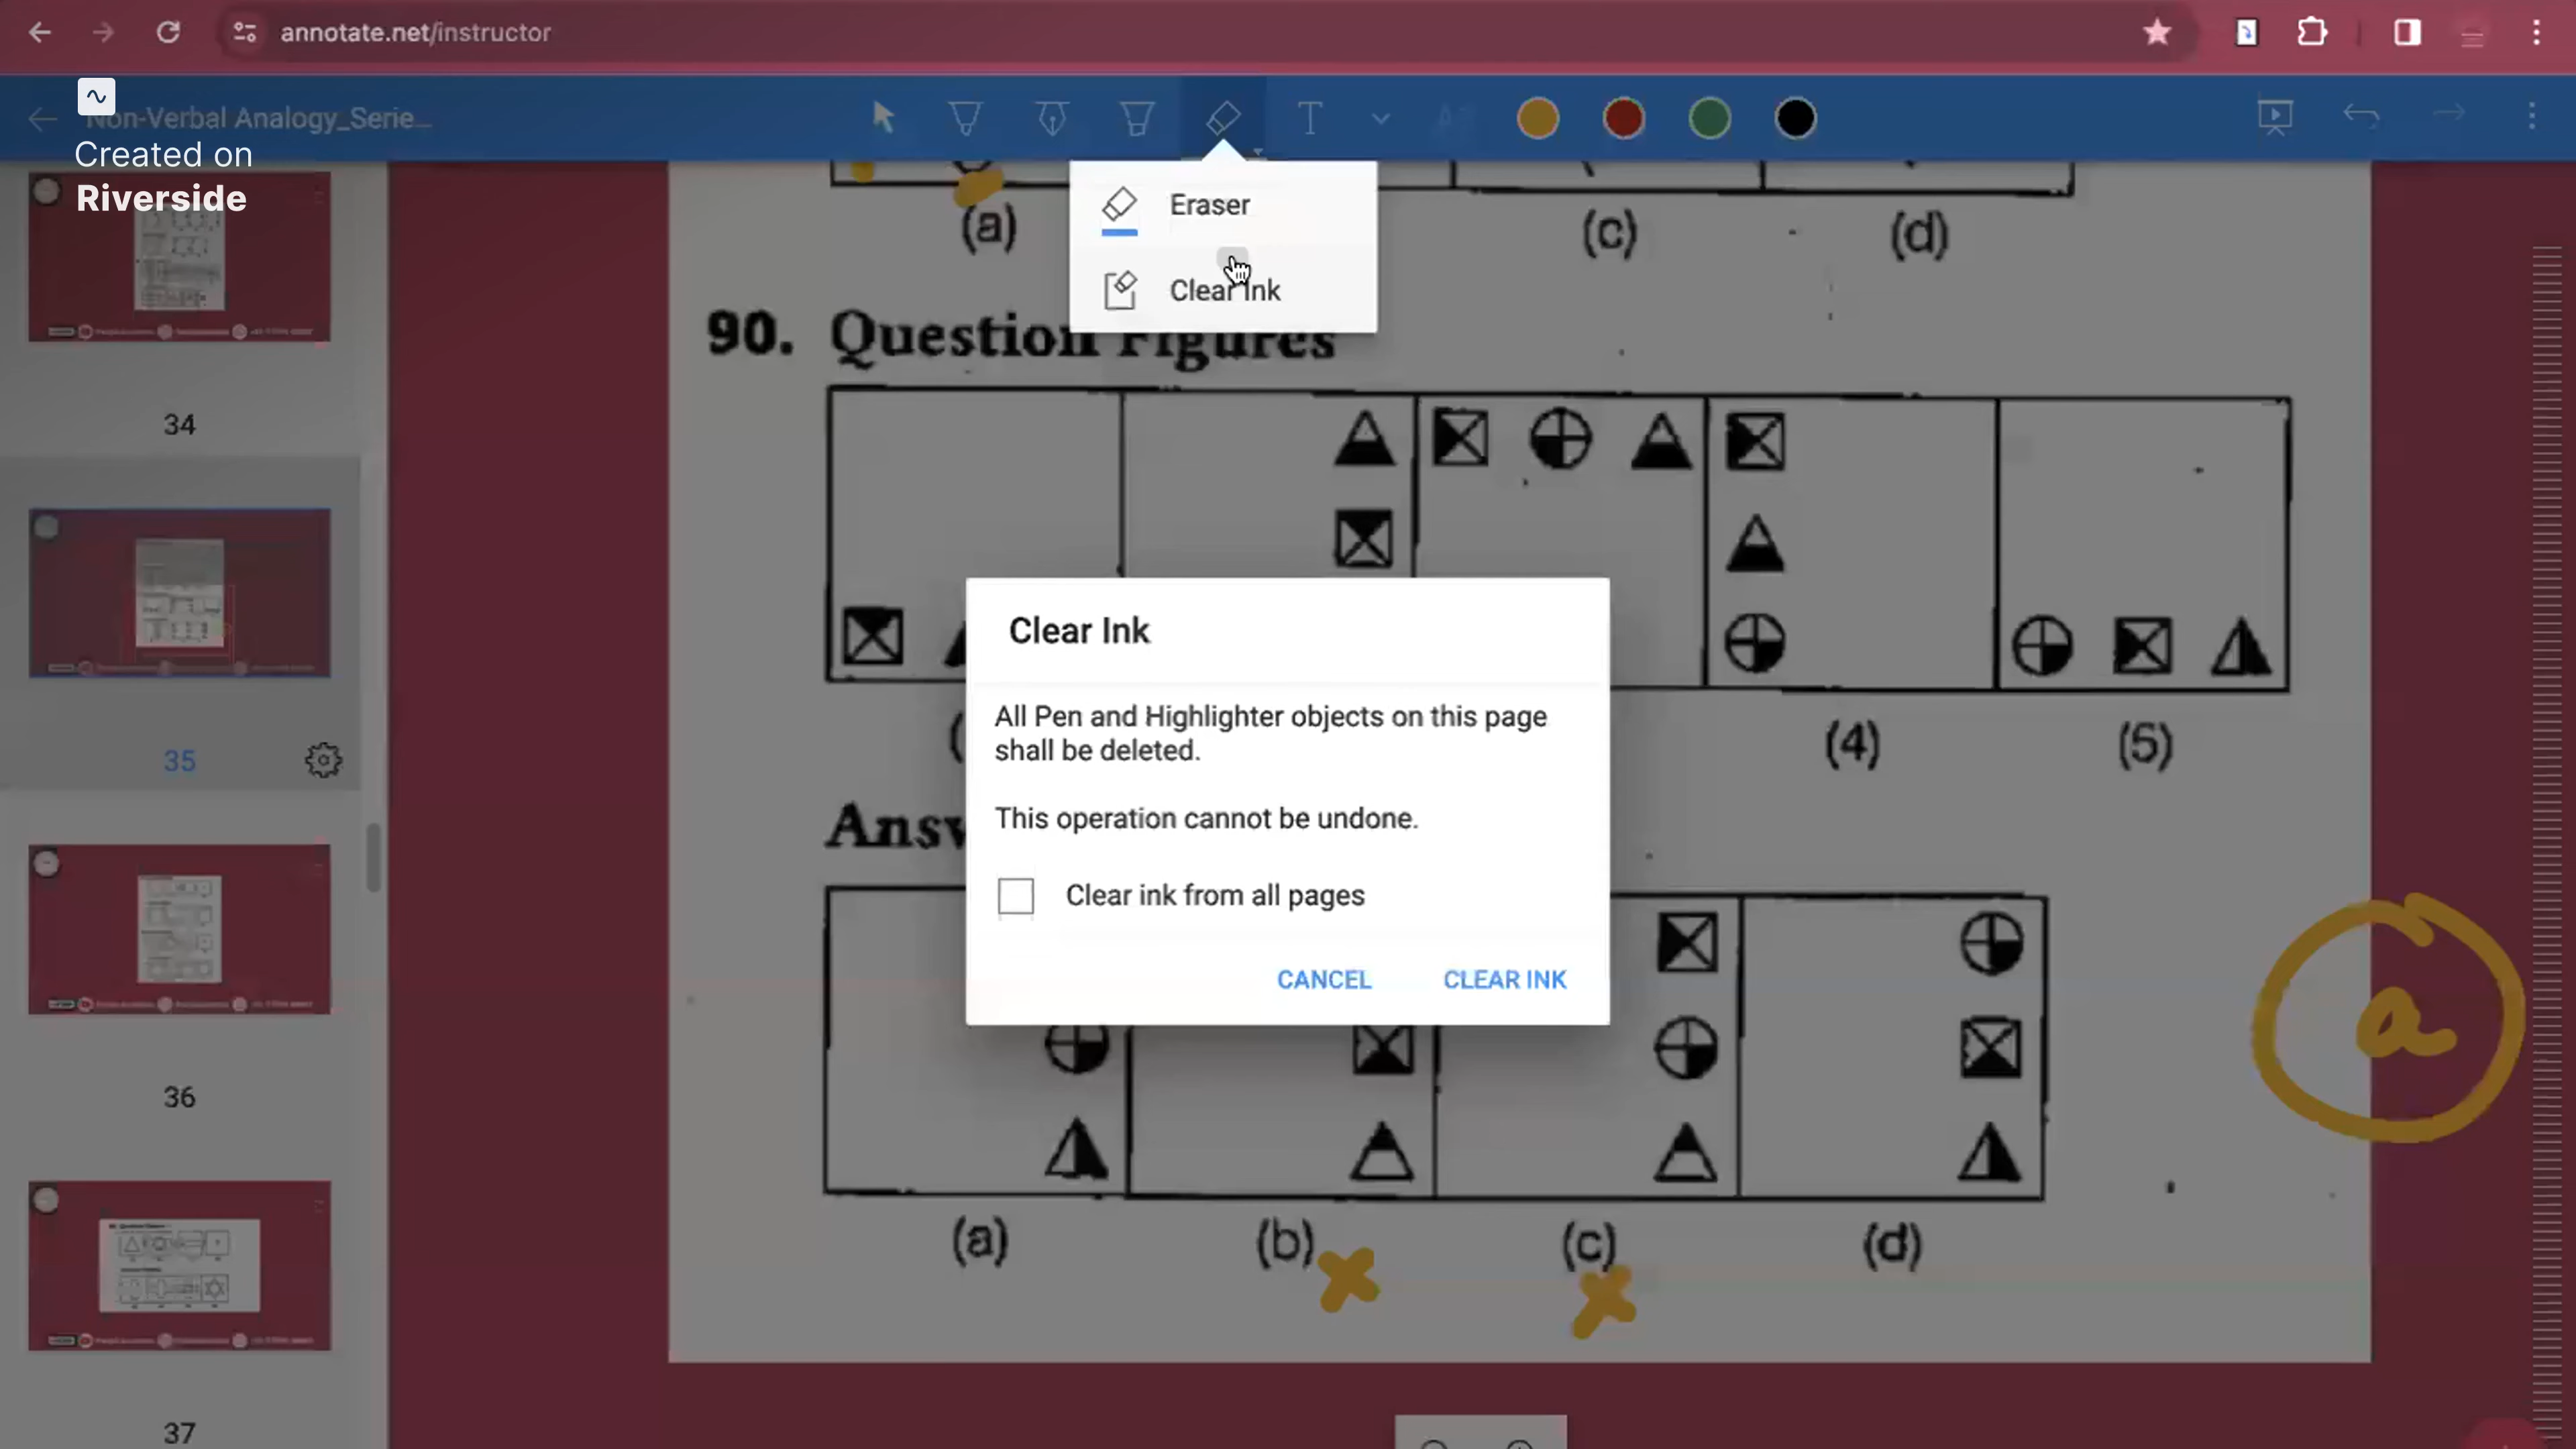 annotate.net/instructor
Non-Verbal Analogy_Serie...
Created on
Riverside
T
Eraser
Clear Ink
(a)
(c)
(d)
90. Question Figures
34
35
36
37
(4)
(5)
Clear Ink
All Pen and Highlighter objects on this page
shall be deleted.
This operation cannot be undone.
Clear ink from all pages
CANCEL
CLEAR INK
a
(a)
(b)
(c)
(d)